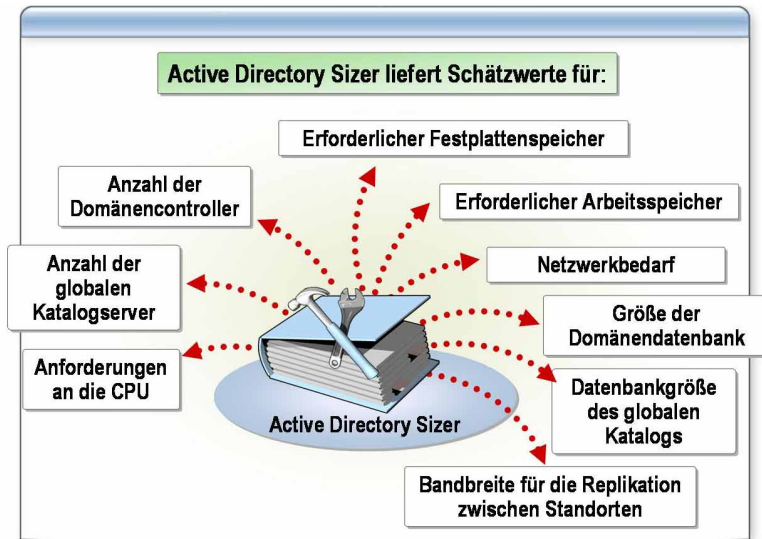 Active Directory Sizer liefert Schätzwerte für:
Erforderlicher Festplattenspeicher
Anzahl der
Domänencontroller
Erforderlicher Arbeitsspeicher
Anzahl der
globalen
Katalogserver
Netzwerkbedarf
Größe der
Domänendatenbank
Anforderungen
an die CPU
Datenbankgröße
des globalen
Katalogs
Active Directory Sizer
Bandbreite für die Replikation
zwischen Standorten